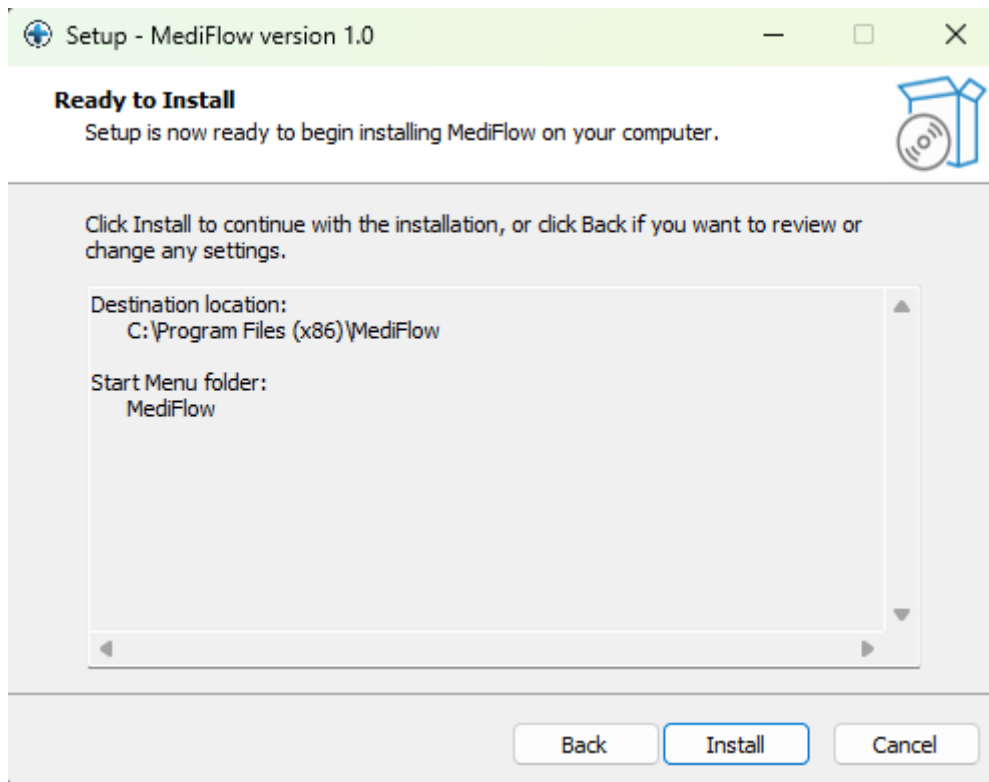 Setup - MediFlow version 1.0
Ready to Install
Setup is now ready to begin installing MediFlow on your computer.
Click Install to continue with the installation, or click Back if you want to review or
change any settings.
Destination location:
C:\Program Files (x86)\MediFlow
Start Menu folder:
MediFlow
Back
Install
Cancel